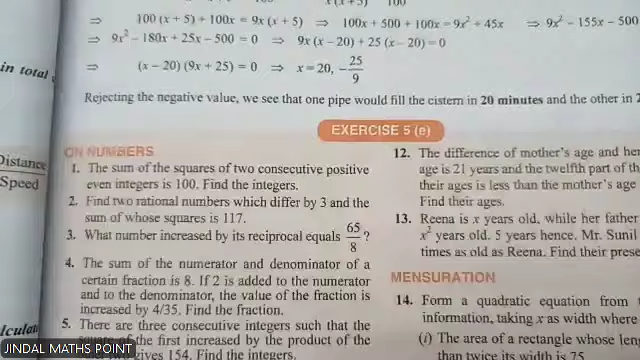 ⇒ 100 (x + 5) + 100x = 9x (x + 5) ⇒ 100x + 500 + 100x = 9x² + 45x ⇒ 9x² − 155x − 500
⇒ 9x² − 180x + 25x − 500 = 0 ⇒ 9x (x − 20) + 25 (x − 20) = 0
⇒ (x − 20) (9x + 25) = 0 ⇒ x = 20, −25/9
in total
Rejecting the negative value, we see that one pipe would fill the cistern in 20 minutes and the other in 2
EXERCISE 5 (e)
Distance
Speed
ON NUMBERS
1. The sum of the squares of two consecutive positive
even integers is 100. Find the integers.
2. Find two rational numbers which differ by 3 and the
sum of whose squares is 117.
3. What number increased by its reciprocal equals 65/8 ?
4. The sum of the numerator and denominator of a
certain fraction is 8. If 2 is added to the numerator
and to the denominator, the value of the fraction is
increased by 4/35. Find the fraction.
5. There are three consecutive integers such that the
square of the first increased by the product of the
gives 154. Find the integers.
12. The difference of mother's age and her
age is 21 years and the twelfth part of th
their ages is less than the mother's age
Find their ages.
13. Reena is x years old, while her father
x² years old. 5 years hence, Mr. Sunil
times as old as Reena. Find their prese
MENSURATION
14. Form a quadratic equation from
information, taking x as width where
(i) The area of a rectangle whose len
than twice its width is 75
JINDAL MATHS POINT